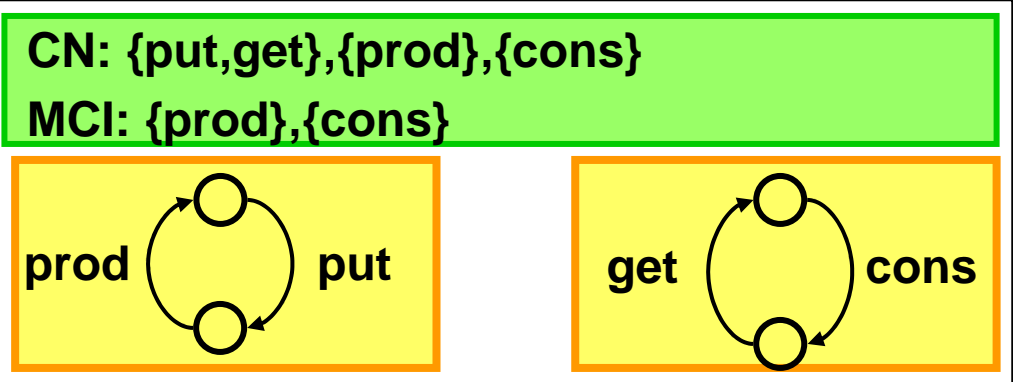 CN: {put,get},{prod},{cons}
MCI: {prod},{cons}
prod put get cons